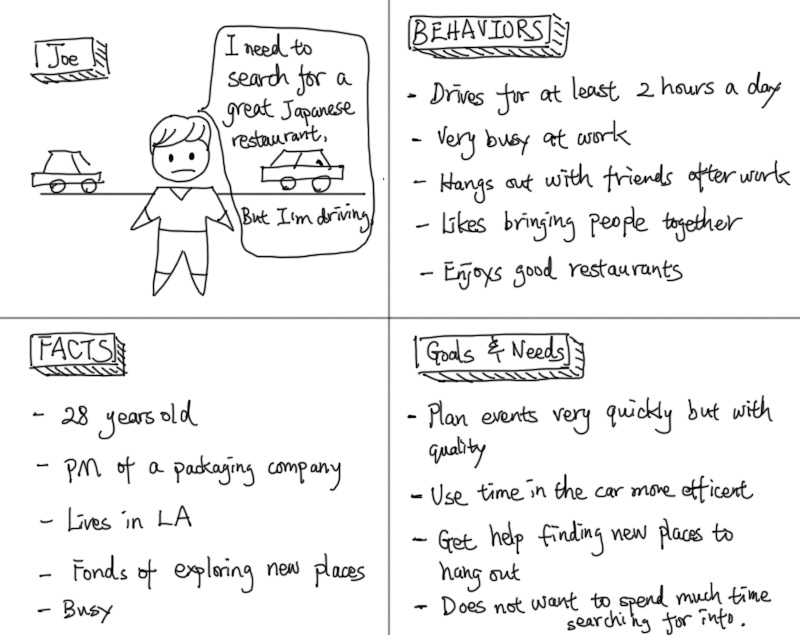 Joe
I need to
search for a
great Japanese
restaurant,
But I'm driving
BEHAVIORS
- Drives for at least 2 hours a day
- Very busy at work
- Hangs out with friends after work
- Likes bringing people together
- Enjoys good restaurants
FACTS
- 28 years old
- PM of a packaging company
- Lives in LA
- Fonds of exploring new places
- Busy
Goals & Needs
- Plan events very quickly but with
quality
- Use time in the car more efficent
- Get help finding new places to
hang out
- Does not want to spend much time
searching for info.